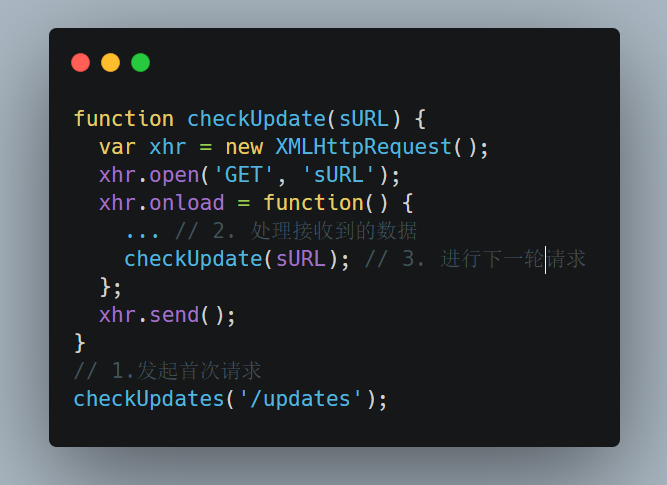 function checkUpdate(sURL) {
  var xhr = new XMLHttpRequest();
  xhr.open('GET', 'sURL');
  xhr.onload = function() {
    ... // 2. 处理接收到的数据
    checkUpdate(sURL); // 3. 进行下一轮请求
  };
  xhr.send();
}
// 1.发起首次请求
checkUpdates('/updates');